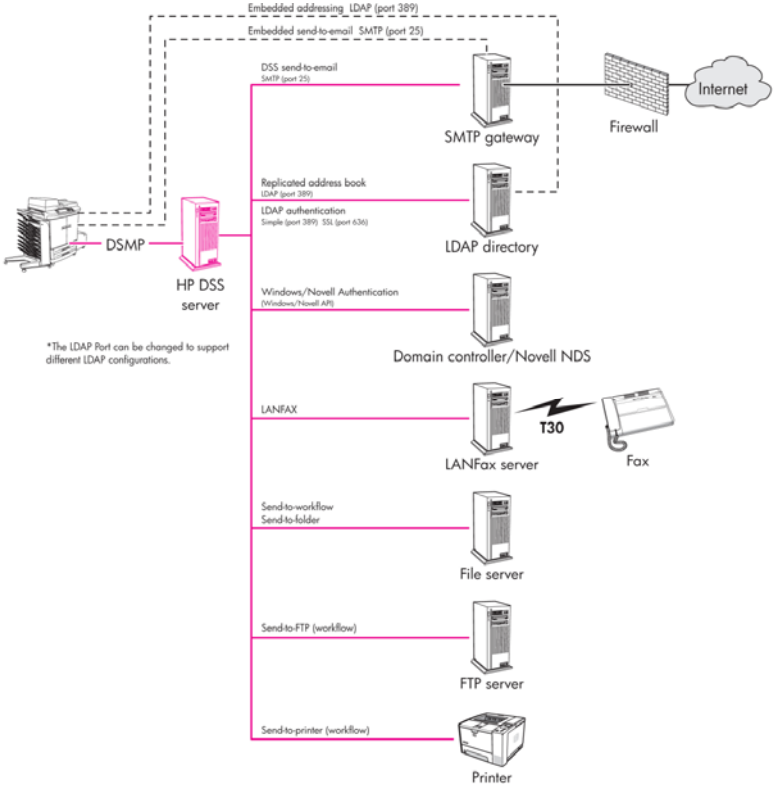 Embedded addressing LDAP (port 389)
Embedded send-to-email SMTP (port 25)
DSS send-to-email
SMTP (port 25)
SMTP gateway
Firewall
Internet
Replicated address book
LDAP (port 389)
LDAP authentication
Simple (port 389) SSL (port 636)
LDAP directory
DSMP
HP DSS
server
Windows/Novell Authentication
(Windows/Novell API)
Domain controller/Novell NDS
*The LDAP Port can be changed to support
different LDAP configurations.
LANFAX
T30
LANFax server
Fax
Send-to-workflow
Send-to-folder
File server
Send-to-FTP (workflow)
FTP server
Send-to-printer (workflow)
Printer